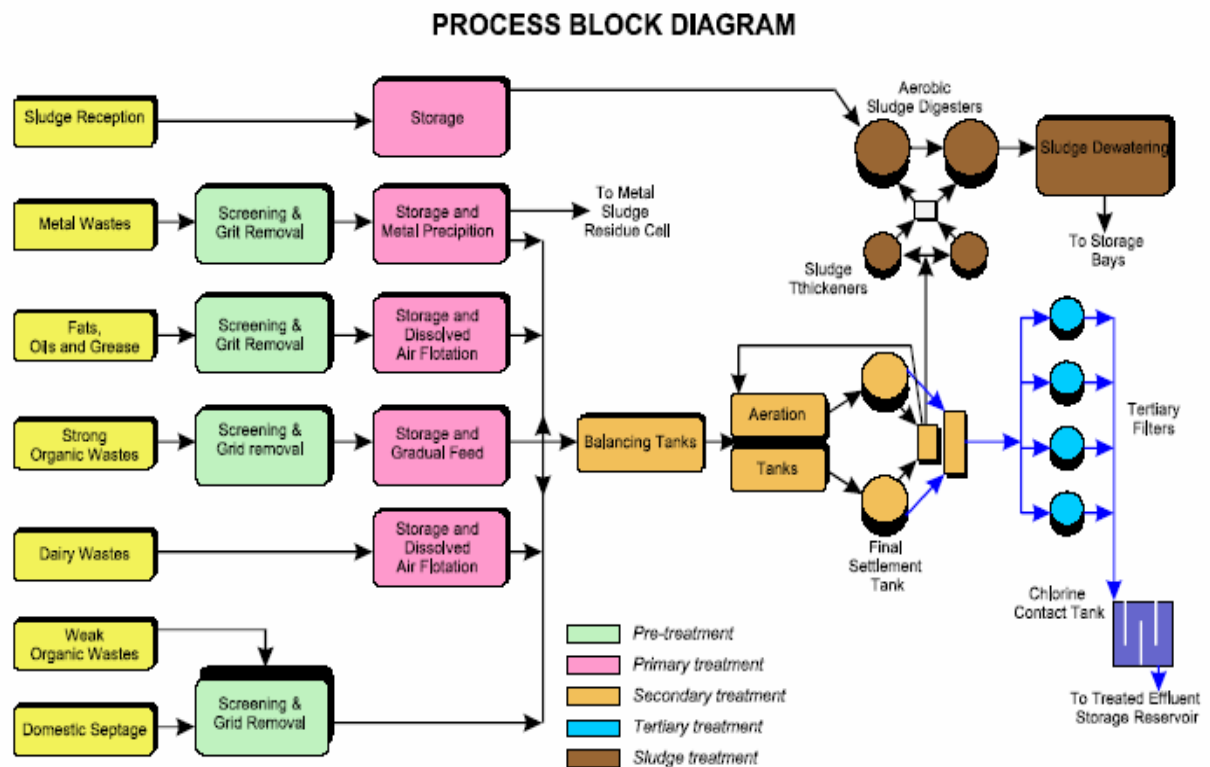 PROCESS BLOCK DIAGRAM
Sludge Reception
Storage
Aerobic
Sludge Digesters
Sludge Dewatering
To Storage
Bays
Metal Wastes
Screening &
Grit Removal
Storage and
Metal Precipition
To Metal
Sludge
Residue Cell
Sludge
Tthickeners
Fats,
Oils and Grease
Screening &
Grit Removal
Storage and
Dissolved
Air Flotation
Strong
Organic Wastes
Screening &
Grid removal
Storage and
Gradual Feed
Balancing Tanks
Aeration
Tanks
Final
Settlement
Tank
Tertiary
Filters
Dairy Wastes
Storage and
Dissolved
Air Flotation
Chlorine
Contact Tank
To Treated Effluent
Storage Reservoir
Weak
Organic Wastes
Domestic Septage
Screening &
Grid Removal
Pre-treatment
Primary treatment
Secondary treatment
Tertiary treatment
Sludge treatment